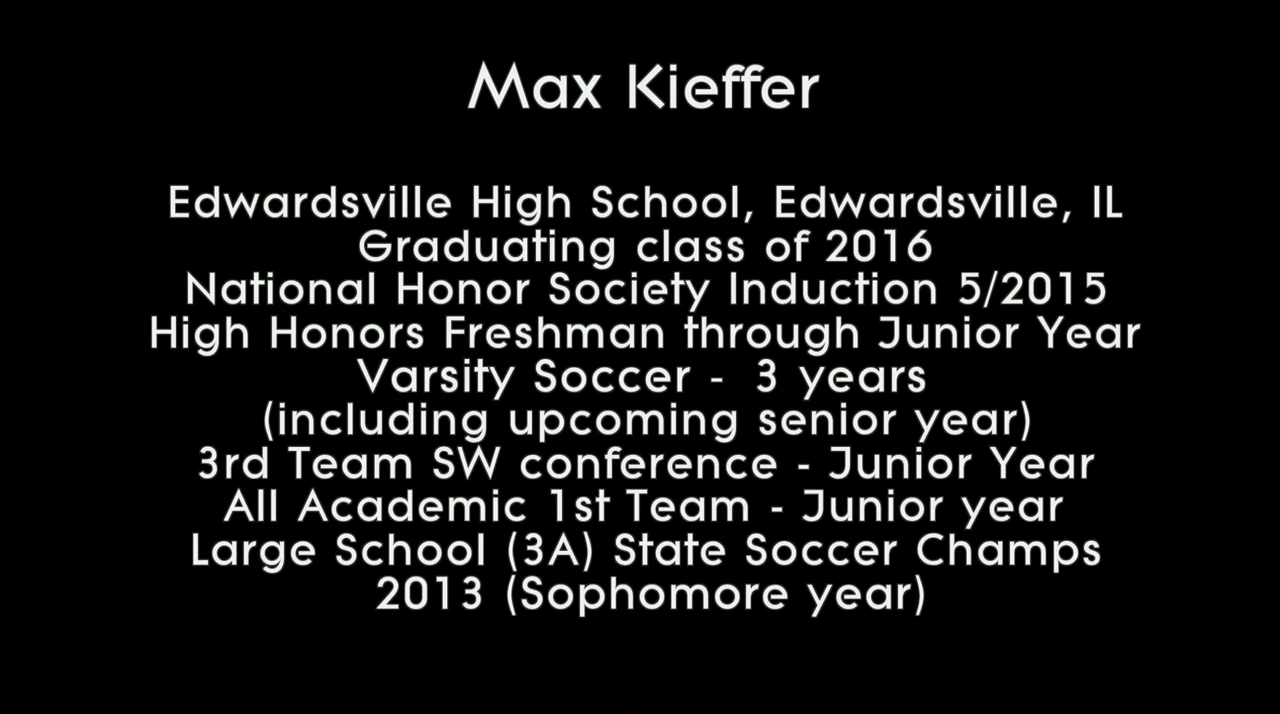 Max Kieffer
Edwardsville High School, Edwardsville, IL
Graduating class of 2016
National Honor Society Induction 5/2015
High Honors Freshman through Junior Year
Varsity Soccer -  3 years
(including upcoming senior year)
3rd Team SW conference - Junior Year
All Academic 1st Team - Junior year
Large School (3A) State Soccer Champs
2013 (Sophomore year)